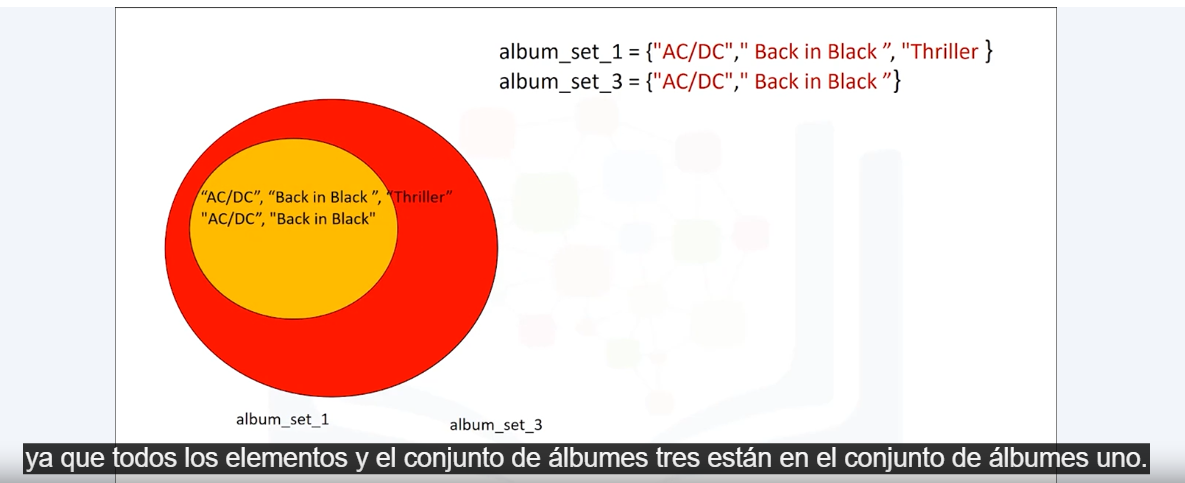 album_set_1 = {"AC/DC"," Back in Black ”, "Thriller }
album_set_3 = {"AC/DC"," Back in Black ”}
“AC/DC”, “Back in Black ”, “Thriller”
"AC/DC”, "Back in Black"
album_set_1
album_set_3
ya que todos los elementos y el conjunto de álbumes tres están en el conjunto de álbumes uno.